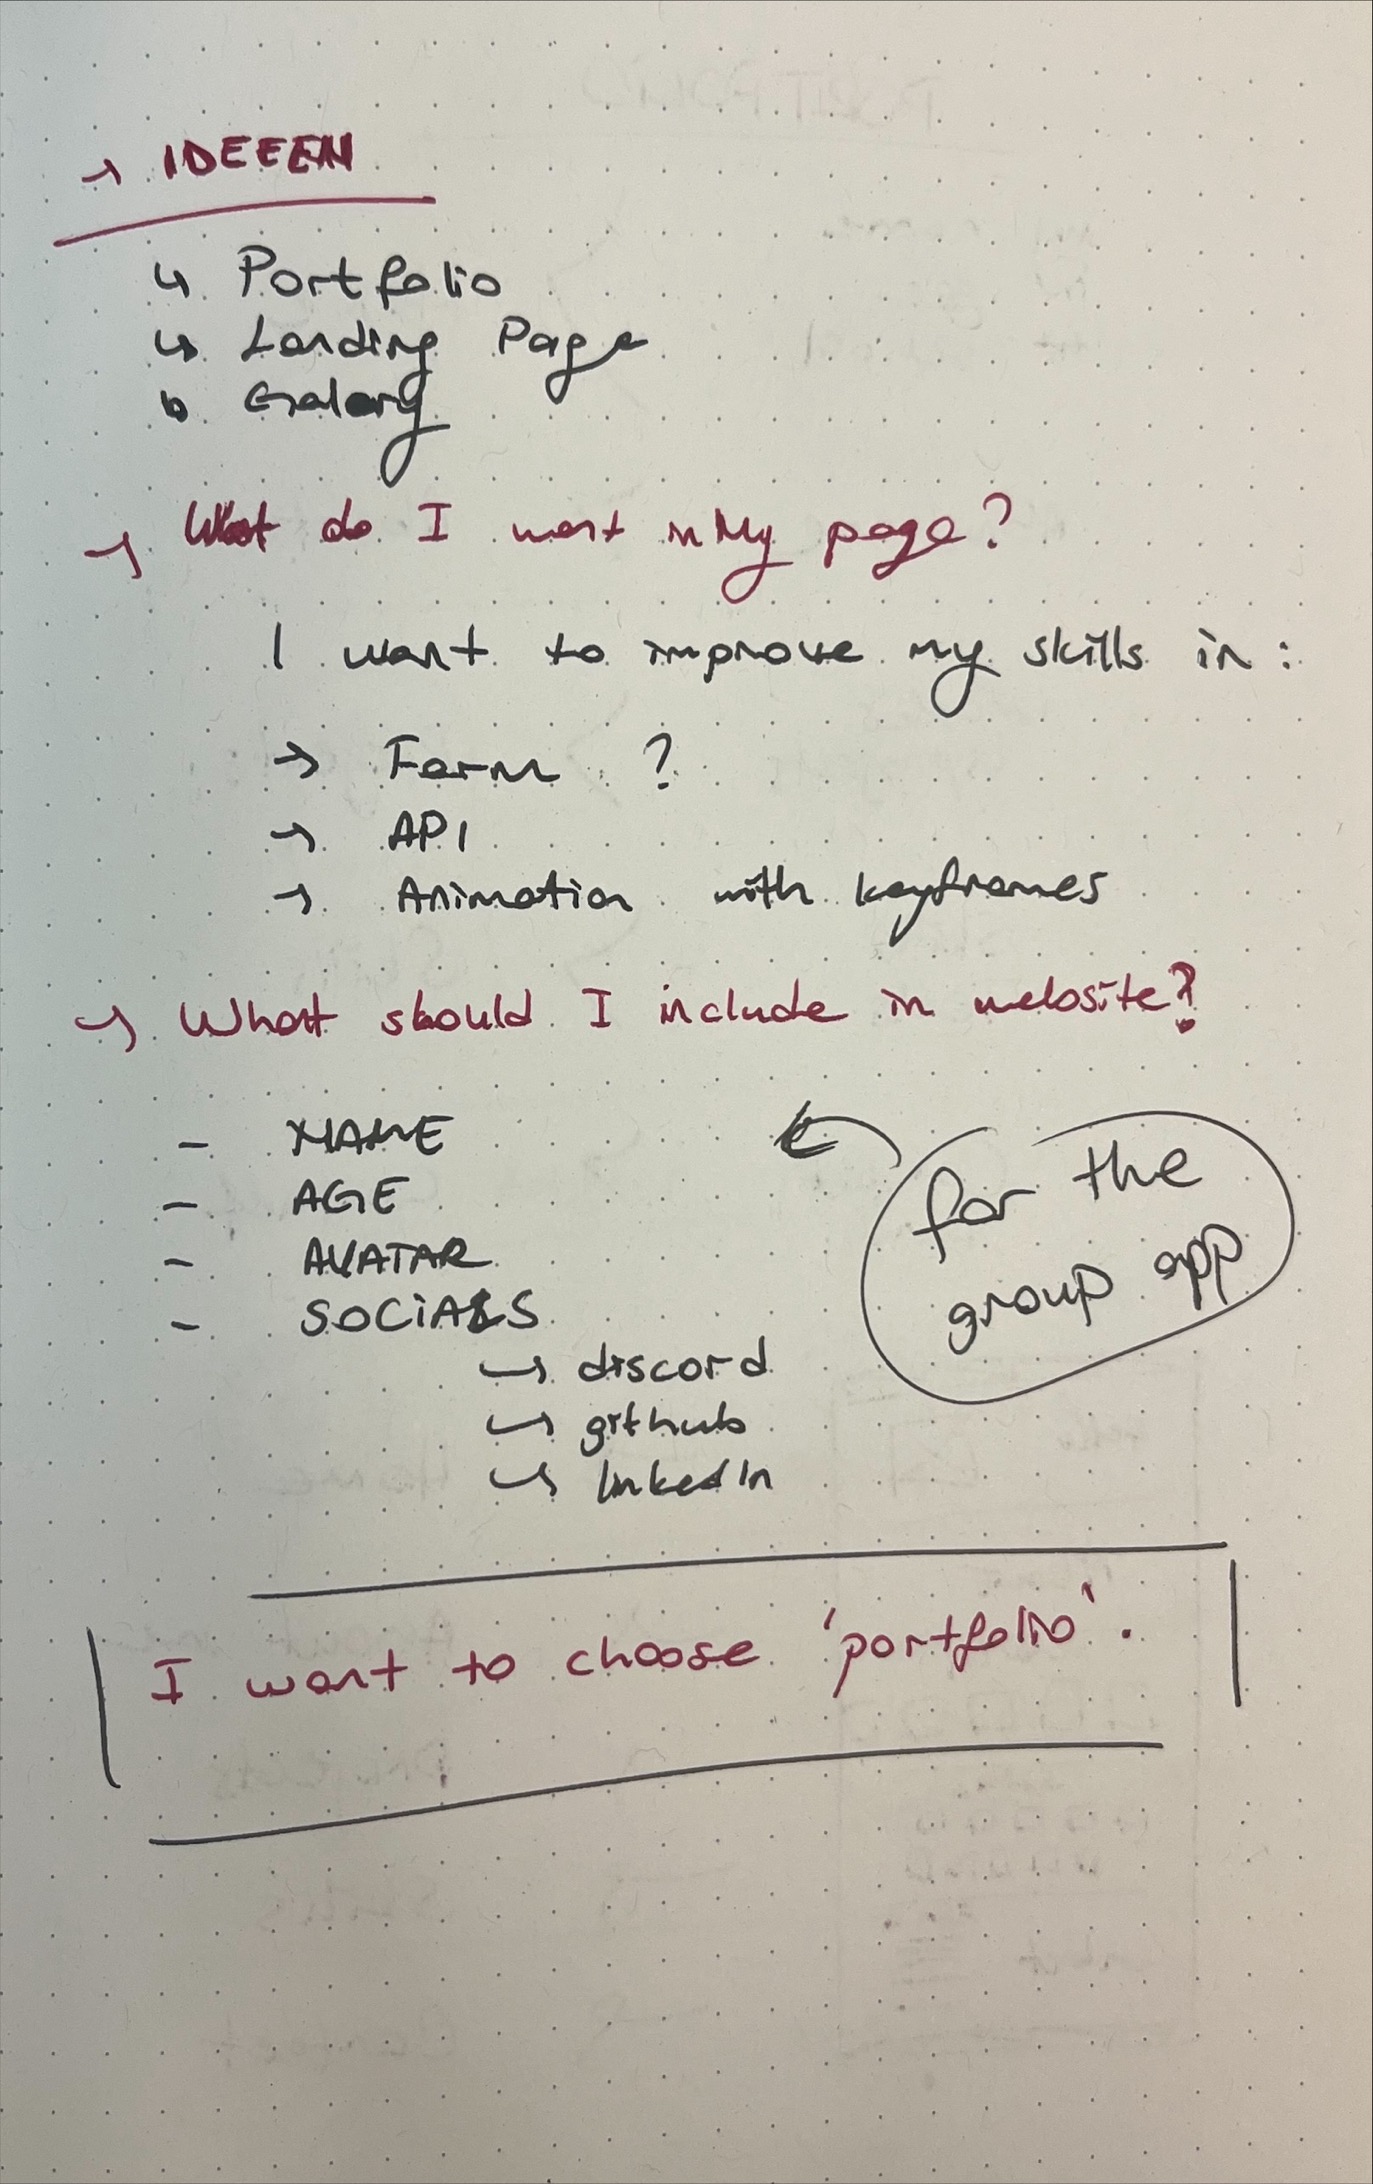 → IDEEEN
↳ Portfolio
↳ Landing Page
↳ Galery
→ What do I want in My page?
I want to improve my skills in :
→ Form ?
→ API
→ Animation with keyframes
→ What should I include in website?
- NAME
- AGE
- AVATAR
- SOCiALS
→ discord
→ github
→ linkedIn
for the
group app
I want to choose 'portfolio'.